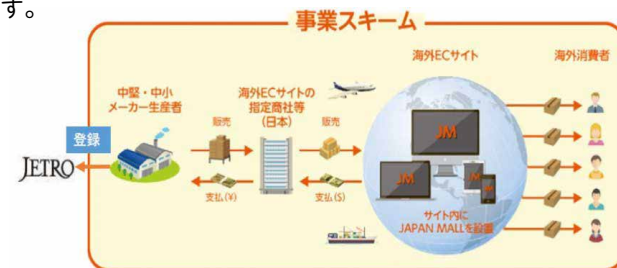 す。
事業スキーム
海外ECサイト
海外消費者
中堅・中小
メーカー生産者
海外ECサイトの
指定商社等
(日本)
登録
販売
販売
JETRO
JM
JM
JM
JM
支払(¥)
支払($)
サイト内に
JAPAN MALLを設置